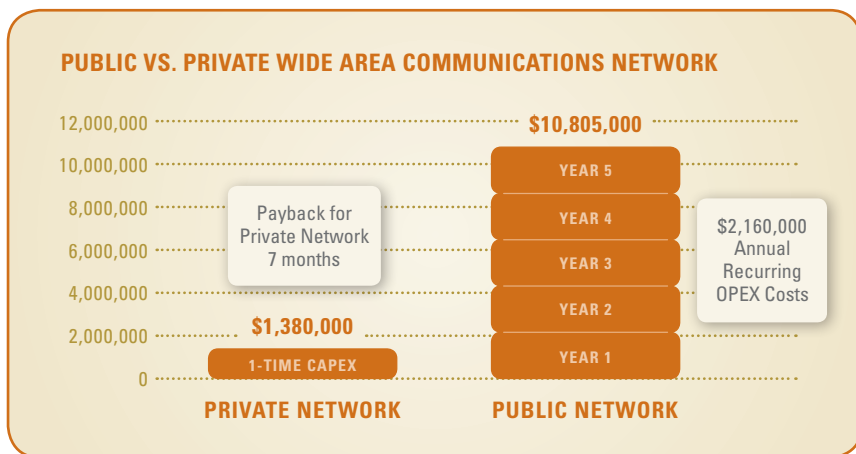 PUBLIC VS. PRIVATE WIDE AREA COMMUNICATIONS NETWORK
12,000,000
10,000,000
8,000,000
6,000,000
4,000,000
2,000,000
0
Payback for
Private Network
7 months
$1,380,000
1-TIME CAPEX
PRIVATE NETWORK
$10,805,000
YEAR 5
YEAR 4
YEAR 3
YEAR 2
YEAR 1
PUBLIC NETWORK
$2,160,000
Annual
Recurring
OPEX Costs